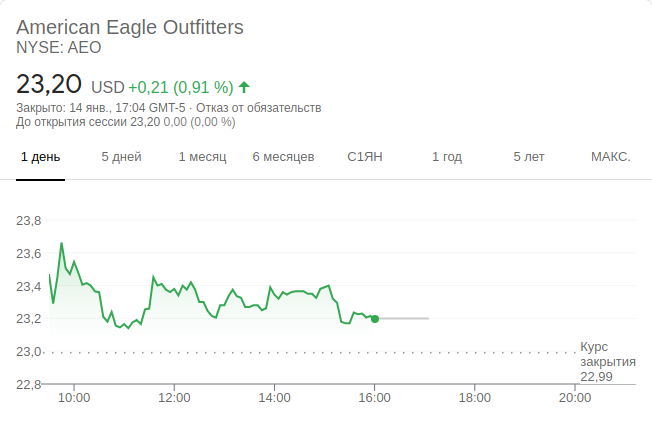 American Eagle Outfitters
NYSE: AEO
23,20 USD +0,21 (0,91 %)
Закрыто: 14 янв., 17:04 GMT-5 · Отказ от обязательств
До открытия сессии 23,20 0,00 (0,00 %)
1 день 5 дней 1 месяц 6 месяцев С1ЯН 1 год 5 лет МАКС.
23,8
23,6
23,4
23,2
23,0
Курс
закрытия
22,99
22,8
10:00 12:00 14:00 16:00 18:00 20:00